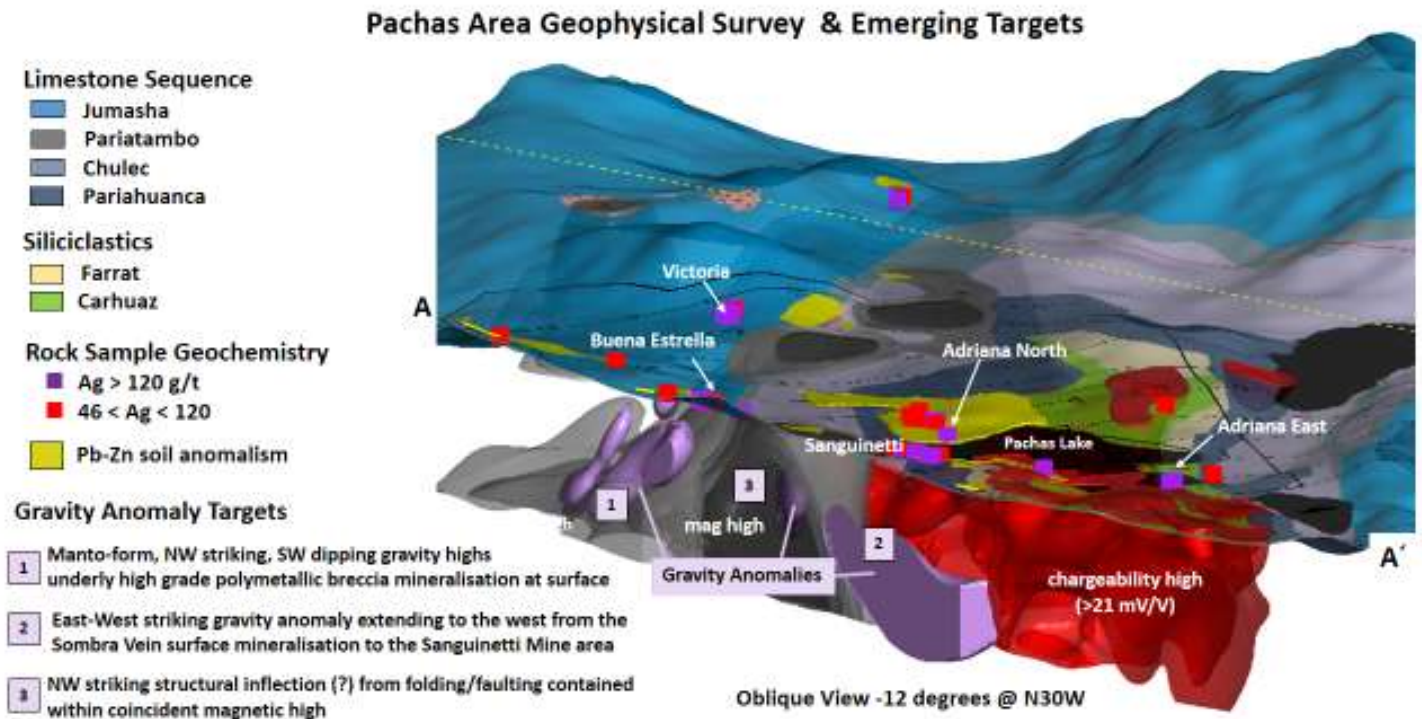 Pachas Area Geophysical Survey & Emerging Targets
Limestone Sequence
Jumasha
Pariatambo
Chulec
Pariahuanca
Siliciclastics
Farrat
Carhuaz
Rock Sample Geochemistry
Ag > 120 g/t
46 < Ag < 120
Pb-Zn soil anomalism
Gravity Anomaly Targets
1 Manto-form, NW striking, SW dipping gravity highs
underly high grade polymetallic breccia mineralisation at surface
2 East-West striking gravity anomaly extending to the west from the
Sombra Vein surface mineralisation to the Sanguinetti Mine area
3 NW striking structural inflection (?) from folding/faulting contained
within coincident magnetic high
A
Victoria
Buena Estrella
Adriana North
Sanguinetti
Pachas Lake
Adriana East
1
3
mag high
2
Gravity Anomalies
chargeability high
(>21 mV/V)
A´
Oblique View -12 degrees @ N30W